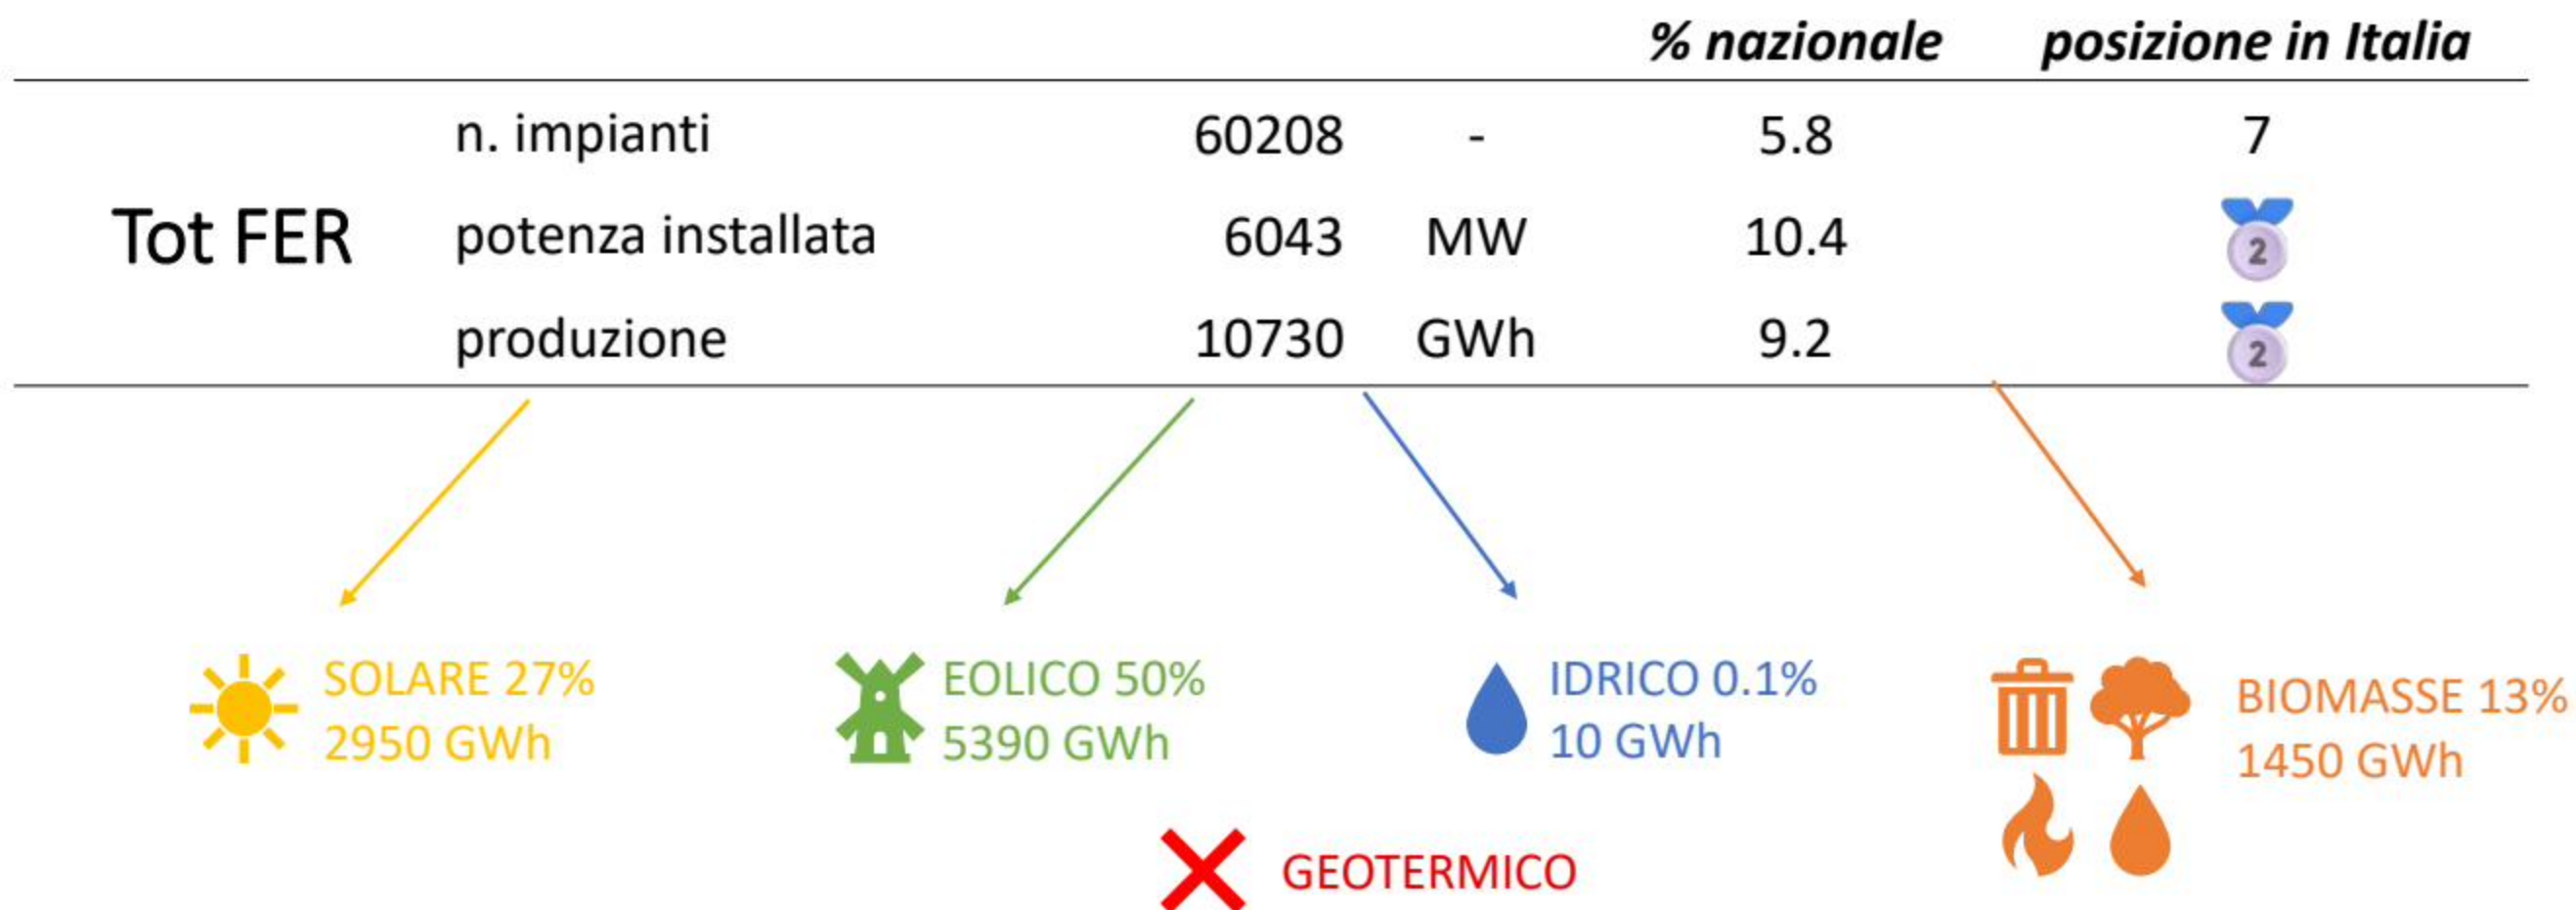 % nazionale posizione in Italia
n. impianti 60208 - 5.8 7
Tot FER potenza installata 6043 MW 10.4 2
produzione 10730 GWh 9.2 2
SOLARE 27%
2950 GWh
EOLICO 50%
5390 GWh
IDRICO 0.1%
10 GWh
BIOMASSE 13%
1450 GWh
GEOTERMICO